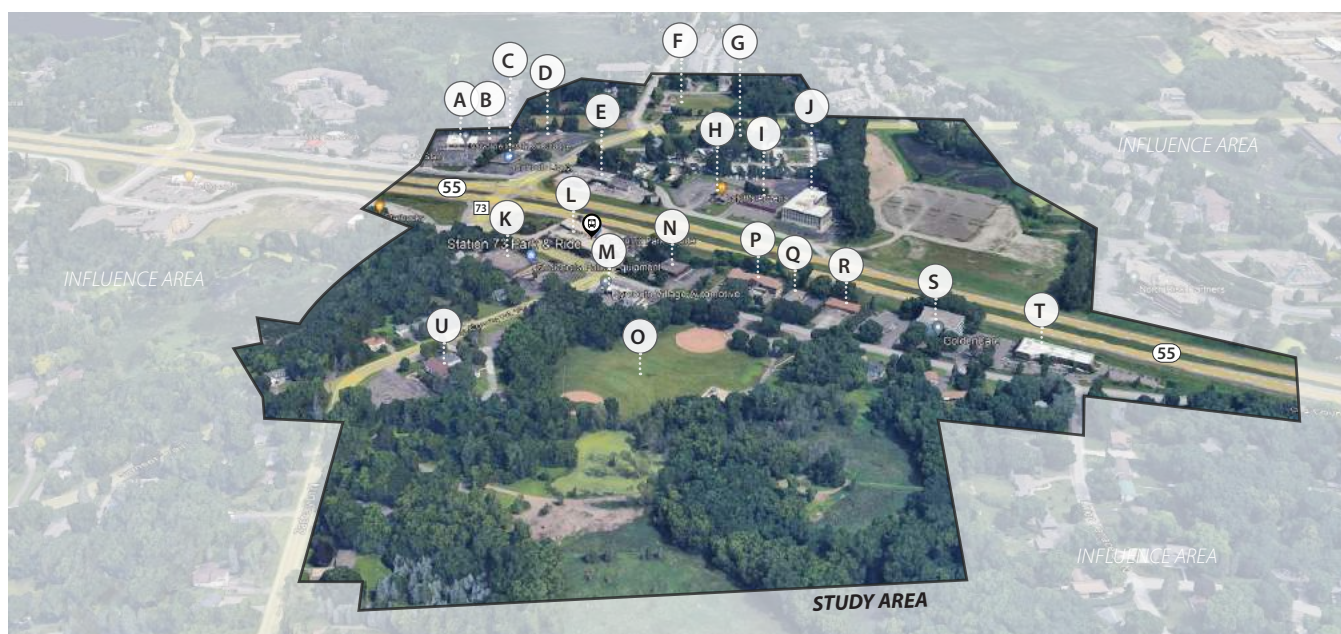 F
G
C
D
A
B
E
J
H
I
INFLUENCE AREA
55
L
73
K
N
Station 73 Park & Ride
M
P
Q
R
S
INFLUENCE AREA
T
U
O
55
INFLUENCE AREA
STUDY AREA